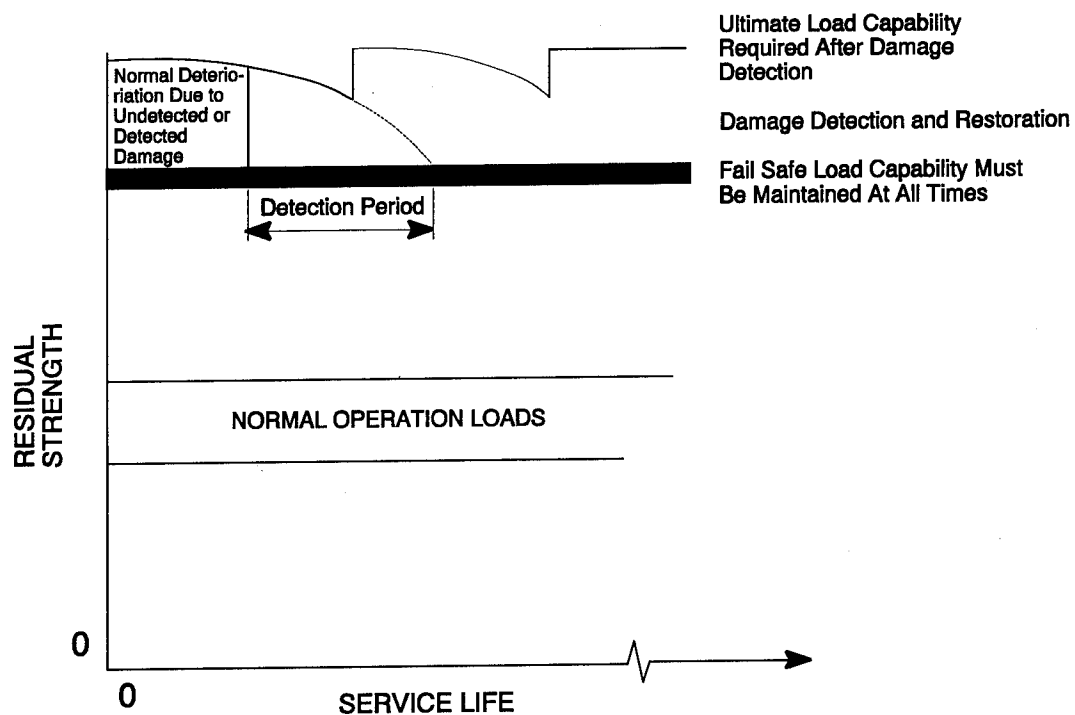 Ultimate Load Capability
Required After Damage
Detection
Normal Deterio-
riation Due to
Undetected or
Detected
Damage
Damage Detection and Restoration
Fail Safe Load Capability Must
Be Maintained At All Times
Detection Period
RESIDUAL
STRENGTH
NORMAL OPERATION LOADS
0
0
SERVICE LIFE